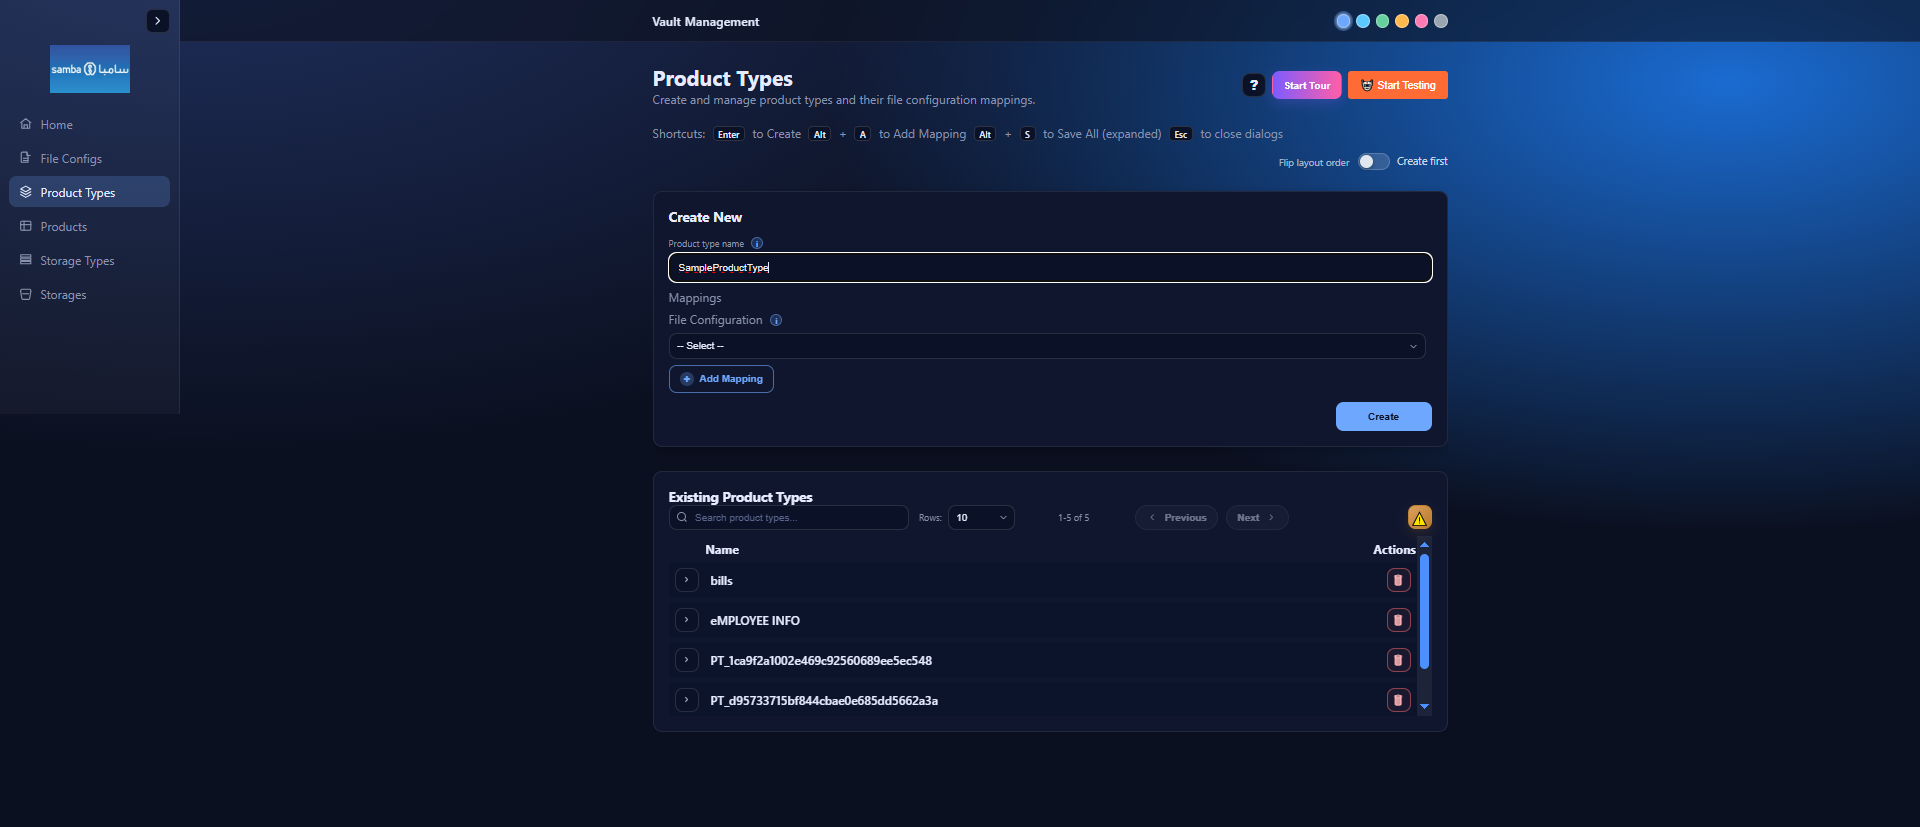 Vault Management
samba سامبا
Home
File Configs
Product Types
Products
Storage Types
Storages
Product Types
Create and manage product types and their file configuration mappings.
? Start Tour Start Testing
Shortcuts: Enter to Create Alt + A to Add Mapping Alt + S to Save All (expanded) Esc to close dialogs
Flip layout order Create first
Create New
Product type name i
SampleProductType
Mappings
File Configuration i
-- Select --
+ Add Mapping
Create
Existing Product Types
Search product types... Rows: 10 1-5 of 5 Previous Next
Name Actions
bills
eMPLOYEE INFO
PT_1ca9f2a1002e469c92560689ee5ec548
PT_d95733715bf844cbae0e685dd5662a3a